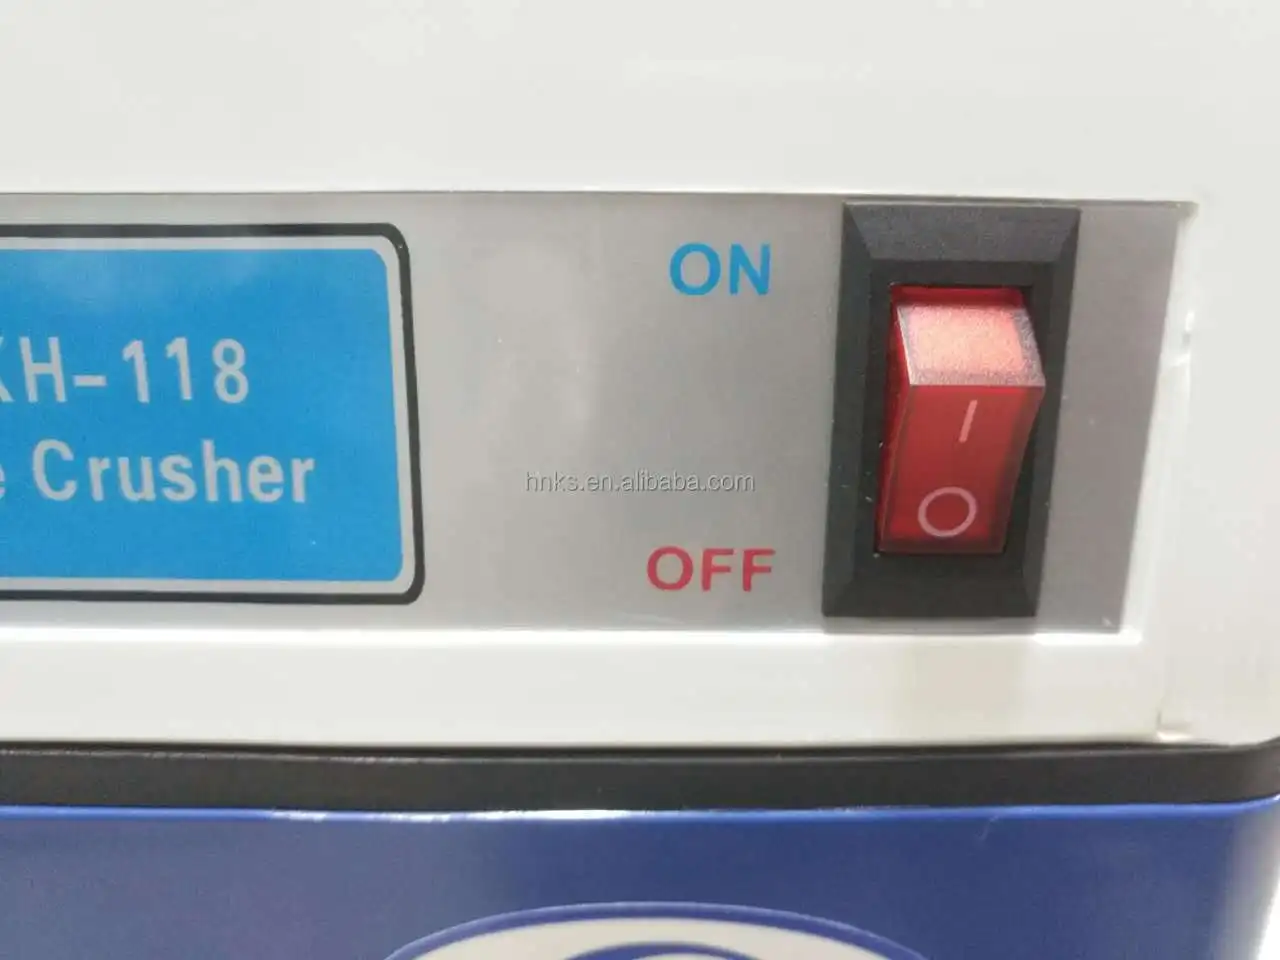 ON
KH-118
e Crusher
hnks.en.alibaba.com
OFF